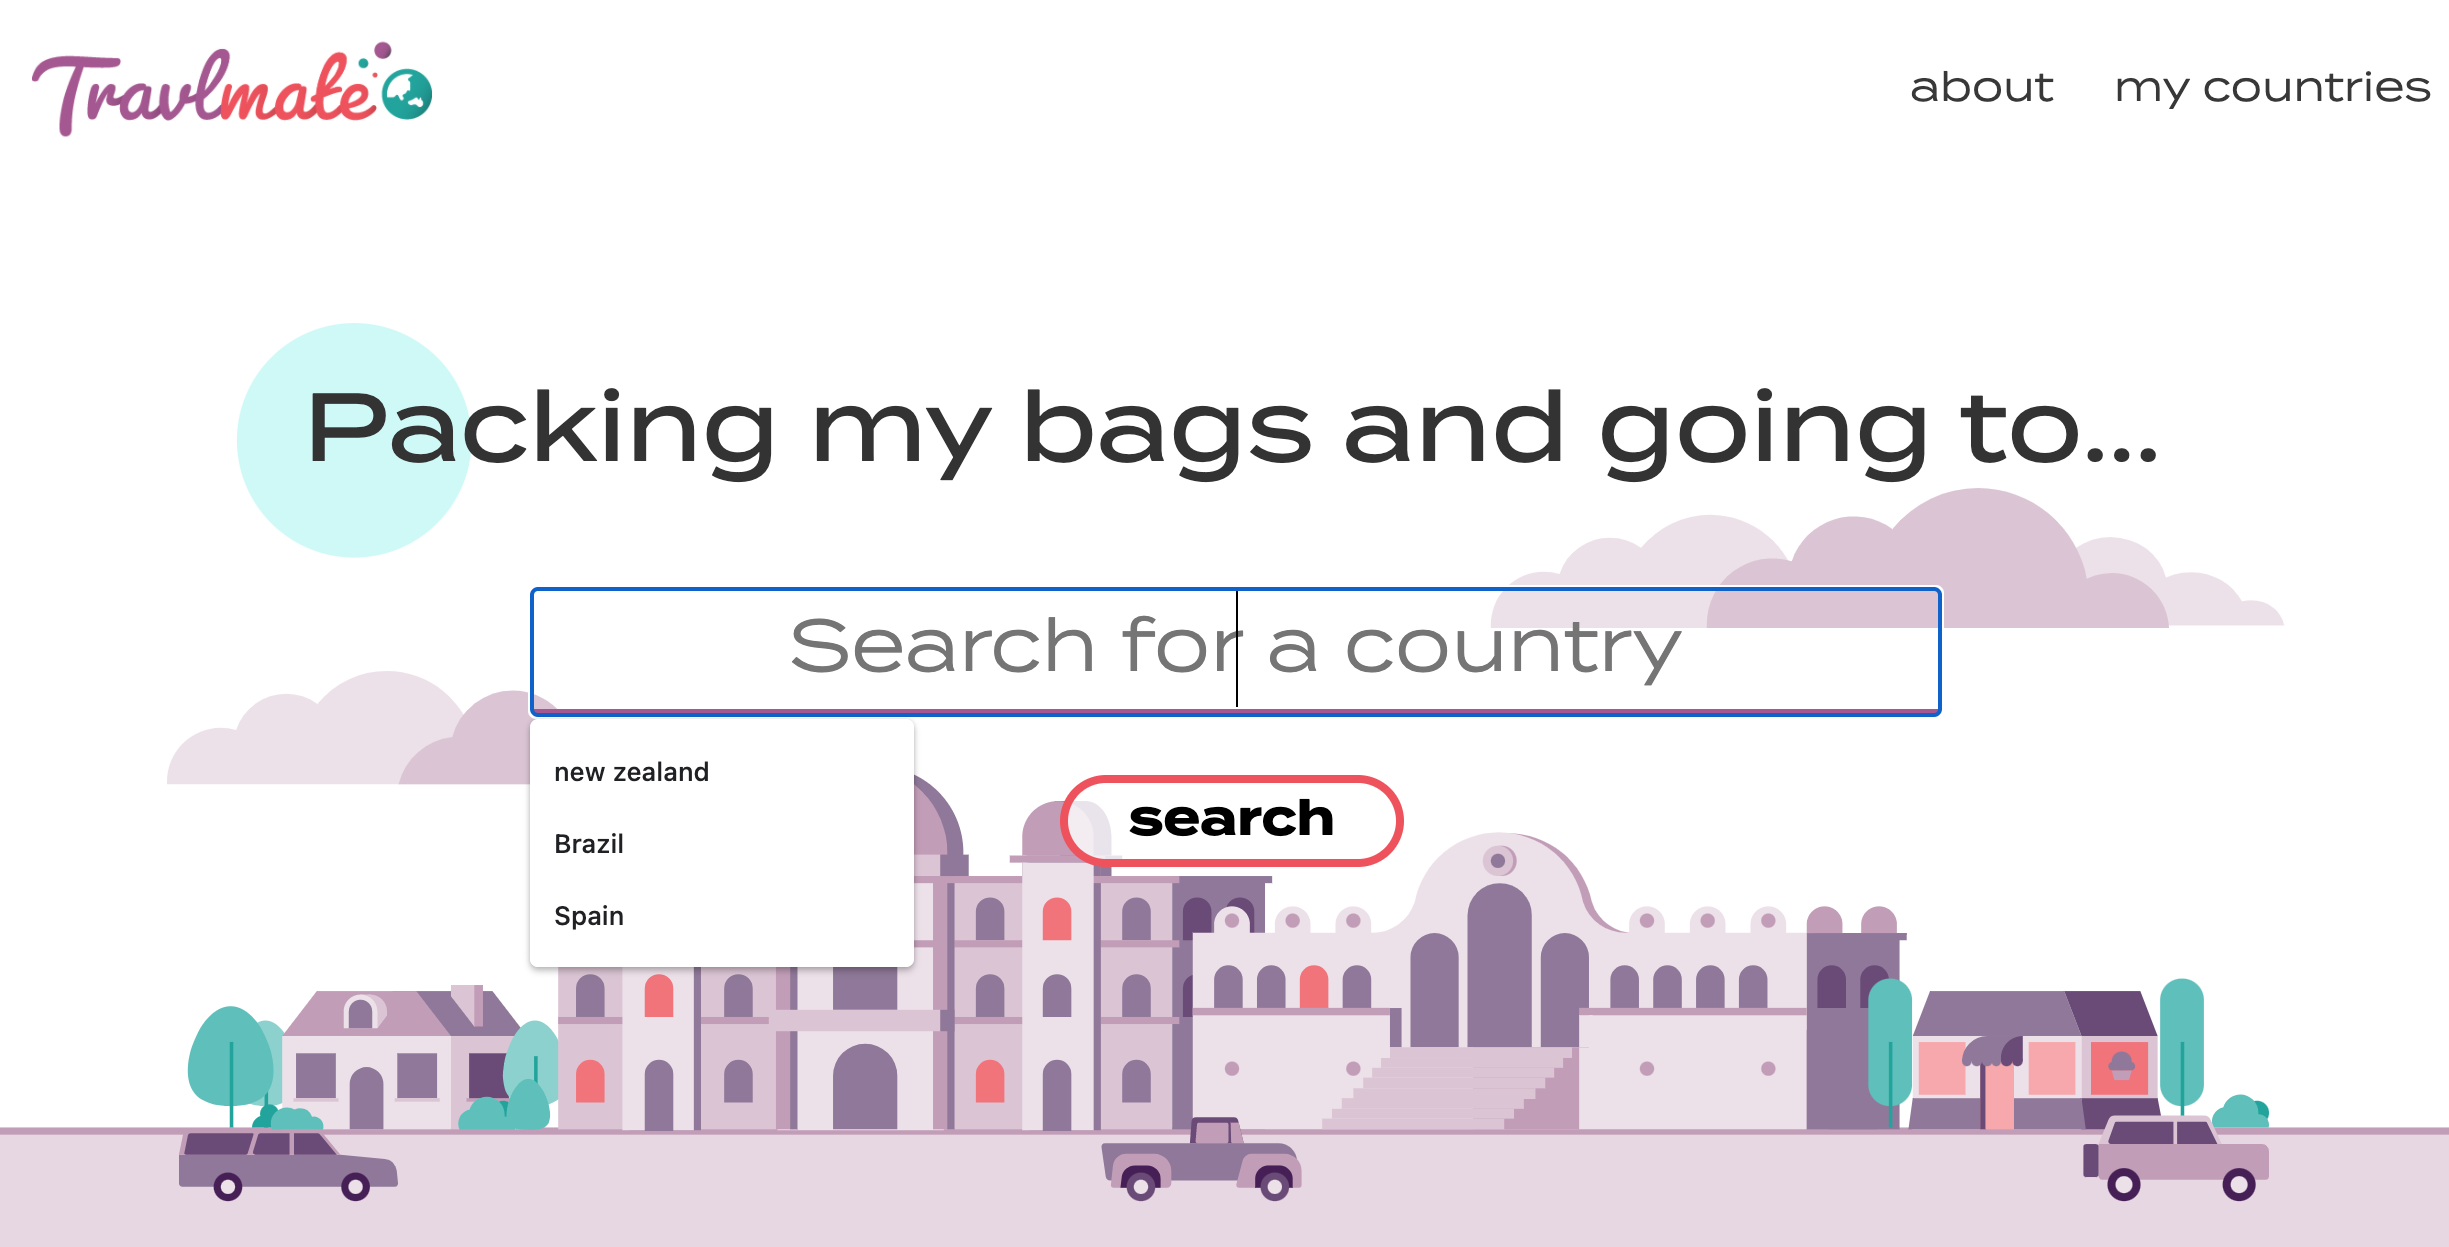 Travlmate
about my countries
Packing my bags and going to...
Search for a country
new zealand
search
Brazil
Spain